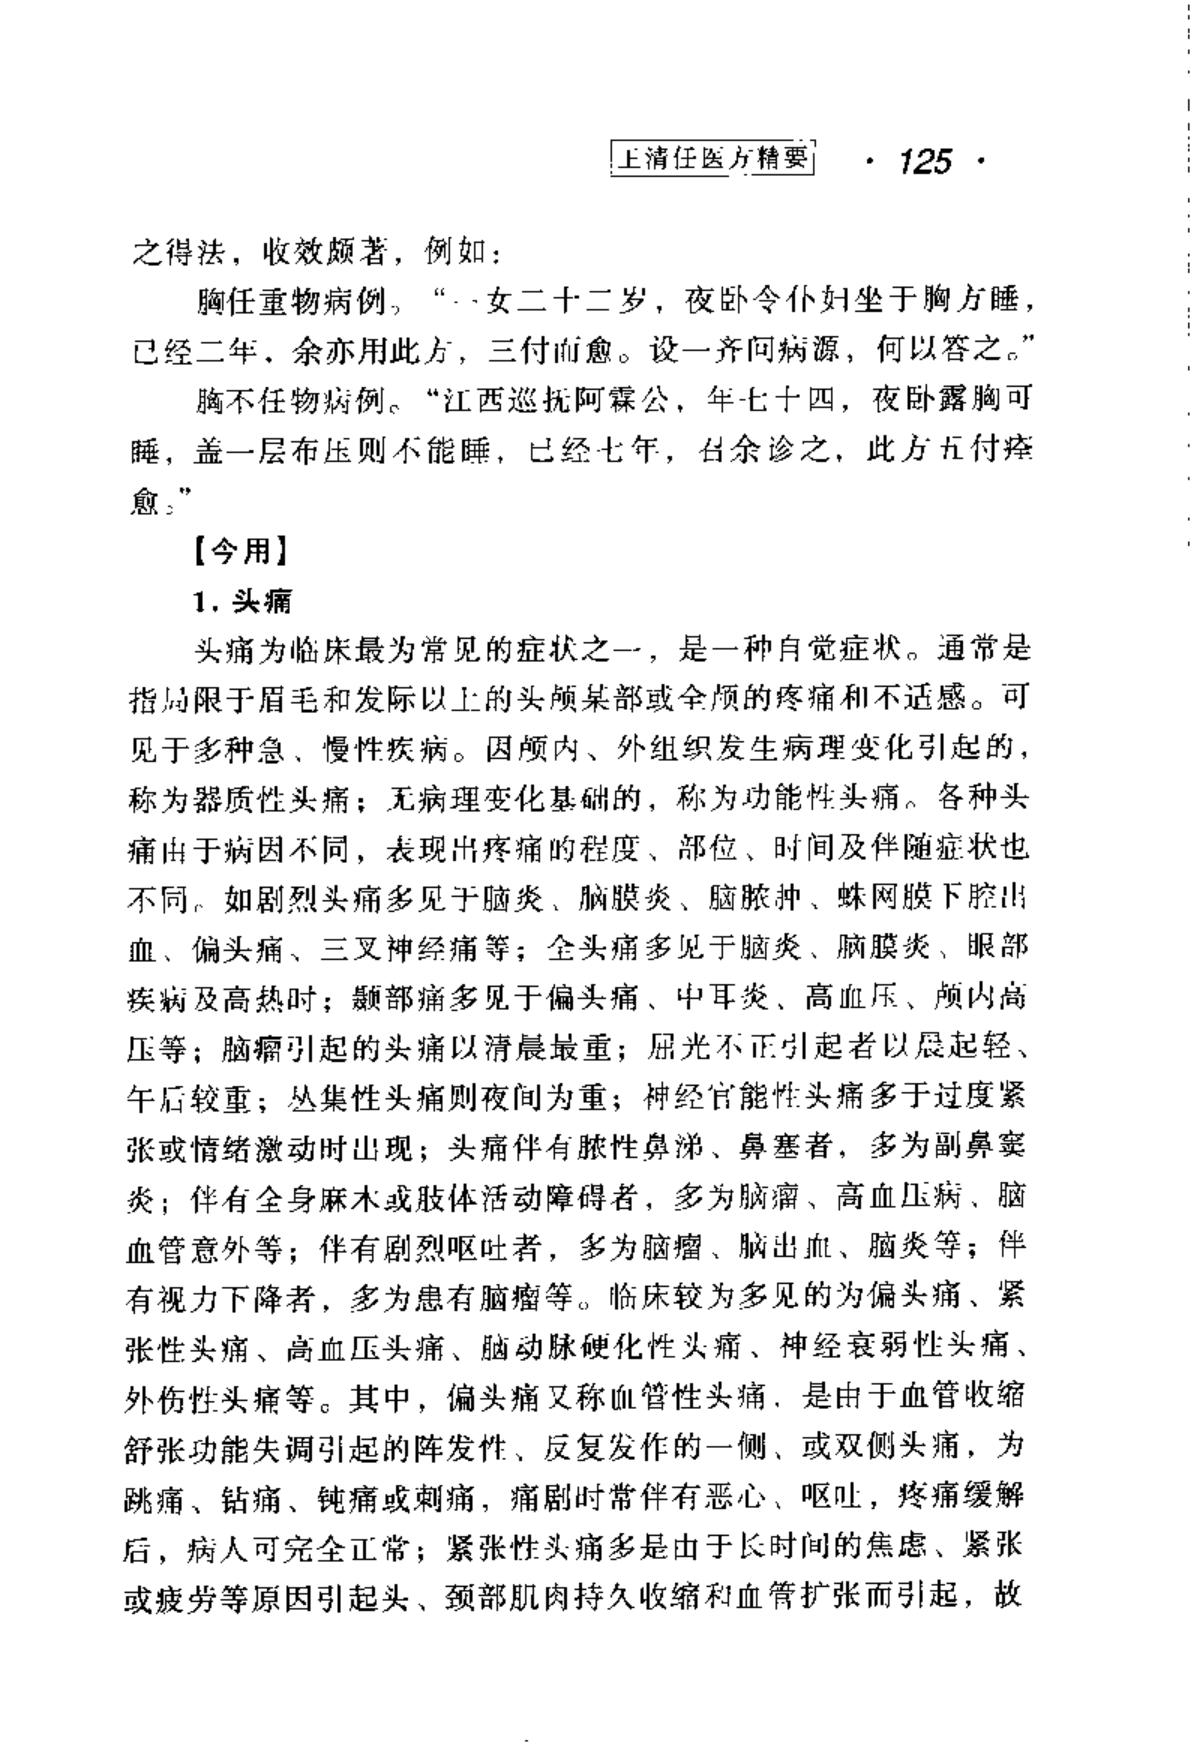 王清任医方精要 · 125 ·
之得法，收效颇著，例如：
胸任重物病例。“一女二十二岁，夜卧令仆妇坐于胸方睡，
已经二年，余亦用此方，三付而愈。设一齐问病源，何以答之。”
胸不任物病例。“江西巡抚阿霖公，年七十四，夜卧露胸可
睡，盖一层布压则不能睡，已经七年，召余诊之，此方五付痊
愈。”
【今用】
1. 头痛
头痛为临床最为常见的症状之一，是一种自觉症状。通常是
指局限于眉毛和发际以上的头颅某部或全颅的疼痛和不适感。可
见于多种急、慢性疾病。因颅内、外组织发生病理变化引起的，
称为器质性头痛；无病理变化基础的，称为功能性头痛。各种头
痛由于病因不同，表现出疼痛的程度、部位、时间及伴随症状也
不同。如剧烈头痛多见于脑炎、脑膜炎、脑脓肿、蛛网膜下腔出
血、偏头痛、三叉神经痛等；全头痛多见于脑炎、脑膜炎、眼部
疾病及高热时；颞部痛多见于偏头痛、中耳炎、高血压、颅内高
压等；脑瘤引起的头痛以清晨最重；屈光不正引起者以晨起轻、
午后较重；丛集性头痛则夜间为重；神经官能性头痛多于过度紧
张或情绪激动时出现；头痛伴有脓性鼻涕、鼻塞者，多为副鼻窦
炎；伴有全身麻木或肢体活动障碍者，多为脑瘤、高血压病、脑
血管意外等；伴有剧烈呕吐者，多为脑瘤、脑出血、脑炎等；伴
有视力下降者，多为患有脑瘤等。临床较为多见的为偏头痛、紧
张性头痛、高血压头痛、脑动脉硬化性头痛、神经衰弱性头痛、
外伤性头痛等。其中，偏头痛又称血管性头痛，是由于血管收缩
舒张功能失调引起的阵发性、反复发作的一侧、或双侧头痛，为
跳痛、钻痛、钝痛或刺痛，痛剧时常伴有恶心、呕吐，疼痛缓解
后，病人可完全正常；紧张性头痛多是由于长时间的焦虑、紧张
或疲劳等原因引起头、颈部肌肉持久收缩和血管扩张而引起，故